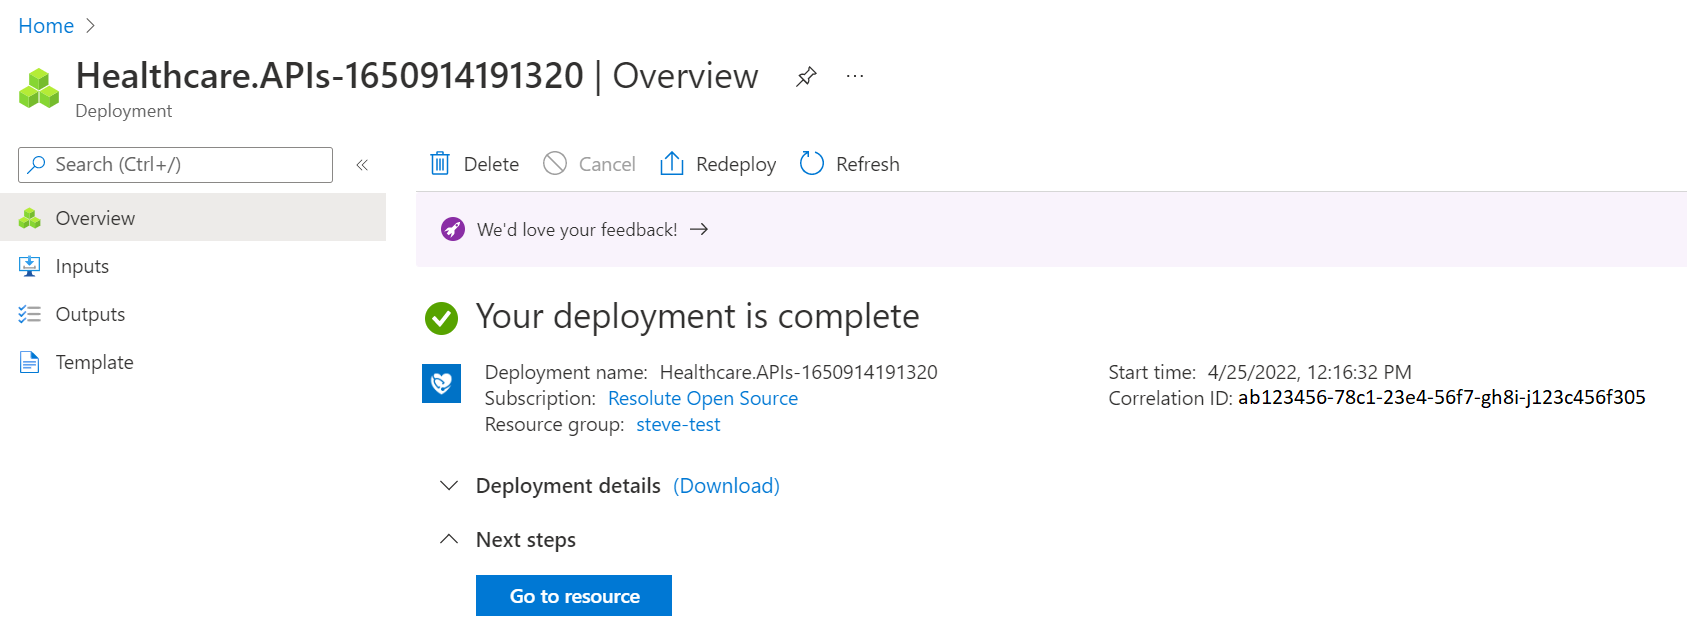 Home
Healthcare.APIs-1650914191320 | Overview
Deployment
Search (Ctrl+/)
Delete Cancel Redeploy Refresh
Overview
Inputs
Outputs
Template
We'd love your feedback!
Your deployment is complete
Deployment name: Healthcare.APIs-1650914191320
Subscription: Resolute Open Source
Resource group: steve-test
Start time: 4/25/2022, 12:16:32 PM
Correlation ID: ab123456-78c1-23e4-56f7-gh8i-j123c456f305
Deployment details (Download)
Next steps
Go to resource